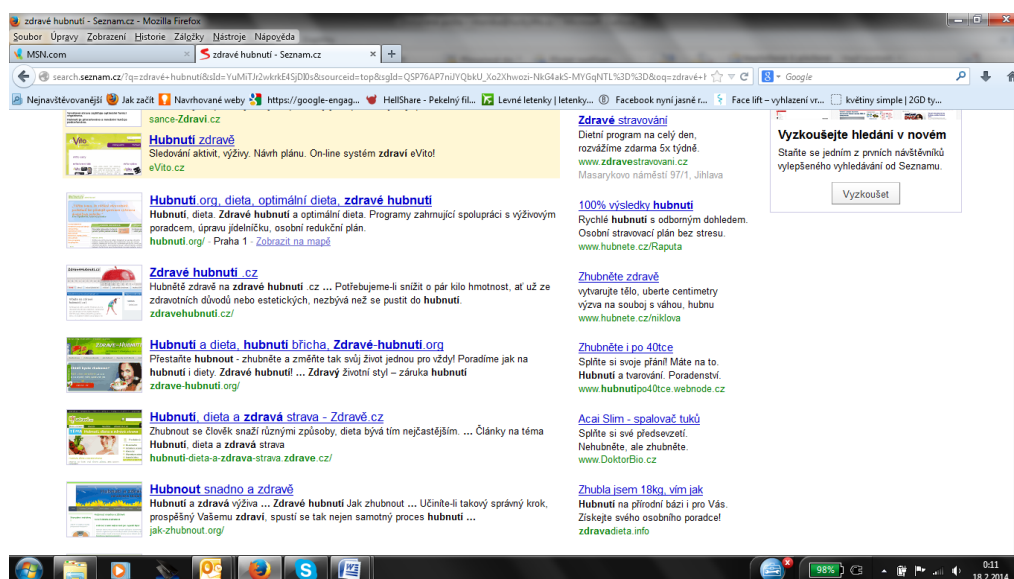 zdravé hubnutí - Seznam.cz - Mozilla Firefox
Soubor Úpravy Zobrazení Historie Záložky Nástroje Nápověda
MSN.com
zdravé hubnutí - Seznam.cz
Google
Nejnavštěvovanější Jak začít Navrhované weby https://google-engag... HellShare - Pekelný fil... Levné letenky | letenky... Facebook nyní jasně r... Face lift – vyhlazení vr... květiny simple | 2GD ty...
sance-Zdravi.cz
Hubnutí zdravě
Sledování aktivit, výživy. Návrh plánu. On-line systém zdraví eVito!
eVito.cz
Hubnutí.org, dieta, optimální dieta, zdravé hubnutí
Hubnutí, dieta. Zdravé hubnutí a optimální dieta. Programy zahrnující spolupráci s výživovým
poradcem, úpravu jídelníčku, osobní redukční plán.
hubnuti.org/ - Praha 1 - Zobrazit na mapě
Zdravé hubnutí .cz
Hubnětě zdravě na zdravé hubnutí .cz ... Potřebujeme-li snížit o pár kilo hmotnost, ať už ze
zdravotních důvodů nebo estetických, nezbývá než se pustit do hubnutí.
zdravehubnuti.cz/
Hubnutí a dieta, hubnutí břicha, Zdravé-hubnutí.org
Přestaňte hubnout - zhubněte a změňte tak svůj život jednou pro vždy! Poradíme jak na
hubnutí i diety. Zdravé hubnutí! ... Zdravý životní styl – záruka hubnutí
zdrave-hubnuti.org/
Hubnutí, dieta a zdravá strava - Zdravě.cz
Zhubnout se člověk snaží různými způsoby, dieta bývá tím nejčastějším. ... Články na téma
Hubnutí, dieta a zdravá strava
hubnuti-dieta-a-zdrava-strava.zdrave.cz/
Hubnout snadno a zdravě
Hubnutí a zdravá výživa ... Zdravé hubnutí Jak zhubnout ... Učiníte-li takový správný krok,
prospěšný Vašemu zdraví, spustí se tak nejen samotný proces hubnutí ...
jak-zhubnout.org/
Zdravé stravování
Dietní program na celý den,
rozvážíme zdarma 5x týdně.
www.zdravestravovani.cz
Masarykovo náměstí 97/1, Jihlava
100% výsledky hubnutí
Rychlé hubnutí s odborným dohledem.
Osobní stravovací plán bez stresu.
www.hubnete.cz/Raputa
Zhubněte zdravě
vytvarujte tělo, uberte centimetry
výzva na souboj s váhou, hubnu
www.hubnete.cz/niklova
Zhubněte i po 40tce
Splňte si svoje přání! Máte na to.
Hubnutí a tvarování. Poradenství.
www.hubnutipo40tce.webnode.cz
Acai Slim - spalovač tuků
Splňte si své předsevzetí.
Nehubněte, ale zhubněte.
www.DoktorBio.cz
Zhubla jsem 18kg, vím jak
Hubnutí na přírodní bázi i pro Vás.
Získejte svého osobního poradce!
zdravadieta.info
Vyzkoušejte hledání v novém
Staňte se jedním z prvních návštěvníků
vylepšeného vyhledávání od Seznamu.
Vyzkoušet
98%
0:11
18.2.2014